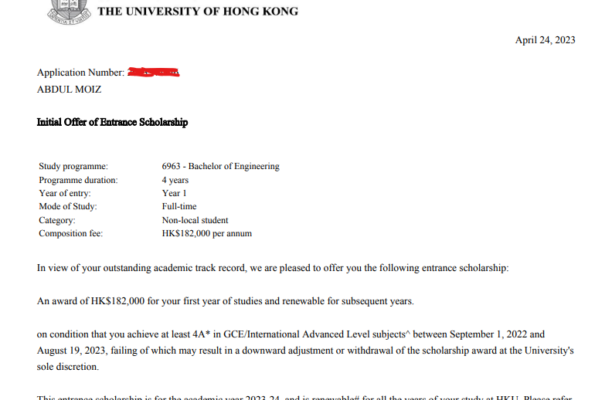 THE UNIVERSITY OF HONG KONG
April 24, 2023
Application Number:
ABDUL MOIZ
Initial Offer of Entrance Scholarship
Study programme: 6963 - Bachelor of Engineering
Programme duration: 4 years
Year of entry: Year 1
Mode of Study: Full-time
Category: Non-local student
Composition fee: HK$182,000 per annum
In view of your outstanding academic track record, we are pleased to offer you the following entrance scholarship:
An award of HK$182,000 for your first year of studies and renewable for subsequent years.
on condition that you achieve at least 4A* in GCE/International Advanced Level subjects^ between September 1, 2022 and
August 19, 2023, failing of which may result in a downward adjustment or withdrawal of the scholarship award at the University's
sole discretion.
This entrance scholarship is for the academic year 2023-24, and is renewable# for all the years of your study at HKU. Please refer